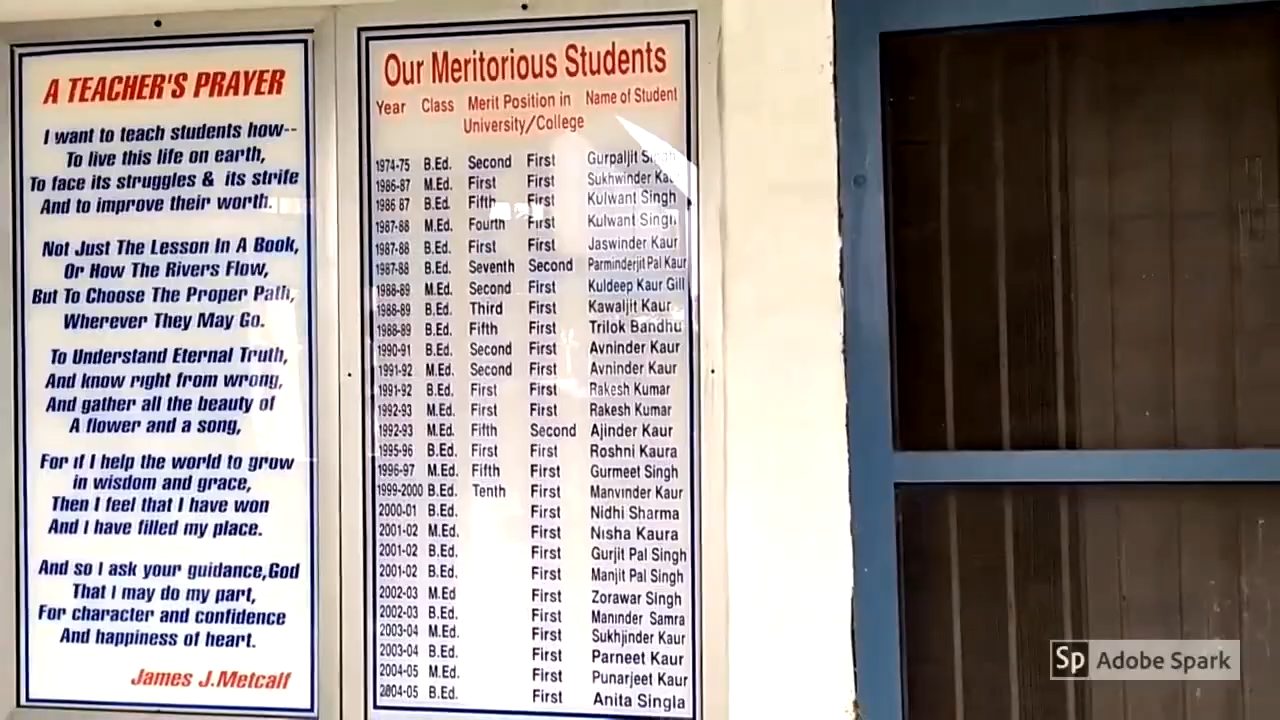 A TEACHER'S PRAYER
I want to teach students how--
To live this life on earth,
To face its struggles & its strife
And to improve their worth.
Not Just The Lesson In A Book,
Or How The Rivers Flow,
But To Choose The Proper Path,
Wherever They May Go.
To Understand Eternal Truth,
And know right from wrong,
And gather all the beauty of
A flower and a song,
For if I help the world to grow
in wisdom and grace,
Then I feel that I have won
And I have filled my place.
And so I ask your guidance,God
That I may do my part,
For character and confidence
And happiness of heart.
James J.Metcalf
Our Meritorious Students
Year Class Merit Position in Name of Student
University/College
1974-75 B.Ed. Second First Gurpaljit Singh
1986-87 M.Ed. First First Sukhwinder Kaur
1986 87 B.Ed. Fifth First Kulwant Singh
1987-88 M.Ed. Fourth First Kulwant Singh
1987-88 B.Ed. First First Jaswinder Kaur
1987-88 B.Ed. Seventh Second Parminderjit Pal Kaur
1988-89 M.Ed. Second First Kuldeep Kaur Gill
1988-89 B.Ed. Third First Kawaljit Kaur
1988-89 B.Ed. Fifth First Trilok Bandhu
1990-91 B.Ed. Second First Avninder Kaur
1991-92 M.Ed. Second First Avninder Kaur
1991-92 B.Ed. First First Rakesh Kumar
1992-93 M.Ed. First First Rakesh Kumar
1992-93 M.Ed. Fifth Second Ajinder Kaur
1995-96 B.Ed. First First Roshni Kaura
1996-97 M.Ed. Fifth First Gurmeet Singh
1999-2000 B.Ed. Tenth First Manvinder Kaur
2000-01 B.Ed. First Nidhi Sharma
2001-02 M.Ed. First Nisha Kaura
2001-02 B.Ed. First Gurjit Pal Singh
2001-02 B.Ed. First Manjit Pal Singh
2002-03 M.Ed First Zorawar Singh
2002-03 B.Ed. First Maninder Samra
2003-04 M.Ed. First Sukhjinder Kaur
2003-04 B.Ed. First Parneet Kaur
2004-05 M.Ed. First Punarjeet Kaur
2004-05 B.Ed. First Anita Singla
Sp Adobe Spark